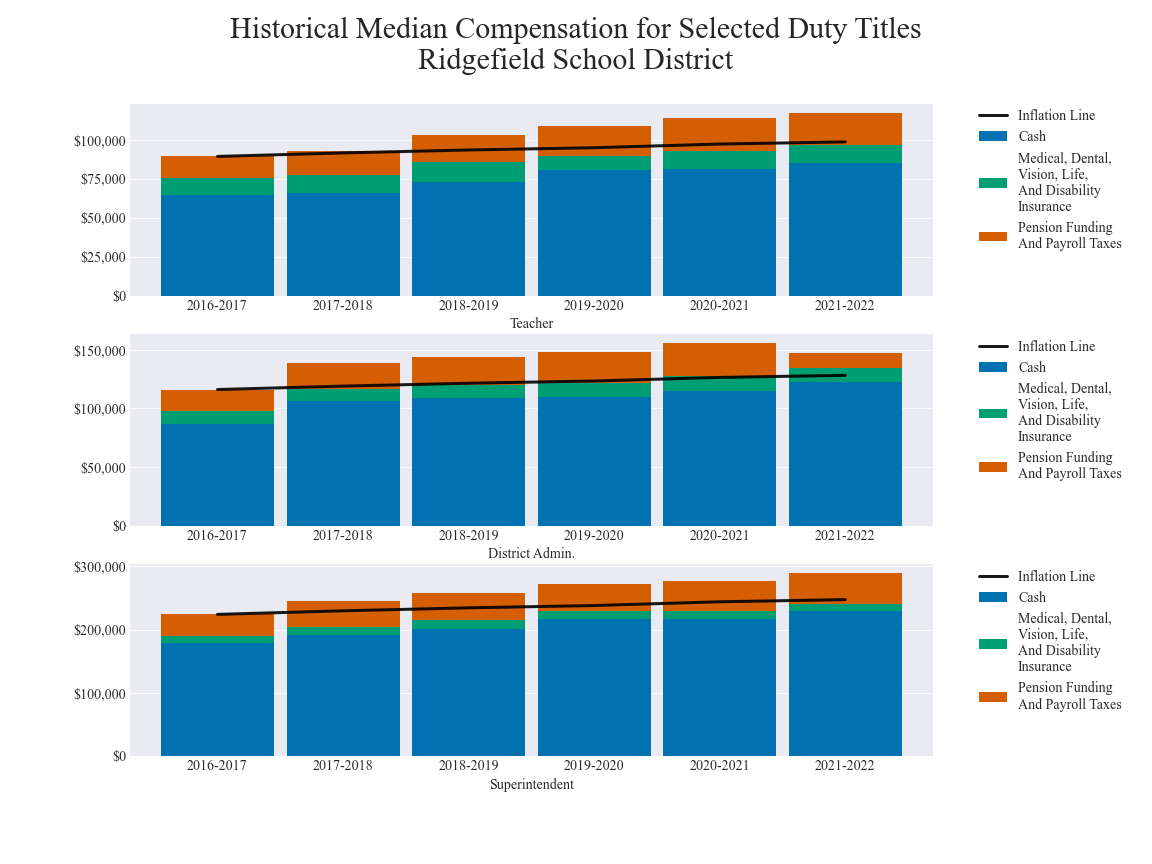 Historical Median Compensation for Selected Duty Titles
Ridgefield School District
$100,000
$75,000
$50,000
$25,000
$0
2016-2017 2017-2018 2018-2019 2019-2020 2020-2021 2021-2022
Teacher
Inflation Line
Cash
Medical, Dental,
Vision, Life,
And Disability
Insurance
Pension Funding
And Payroll Taxes
$150,000
$100,000
$50,000
$0
2016-2017 2017-2018 2018-2019 2019-2020 2020-2021 2021-2022
District Admin.
Inflation Line
Cash
Medical, Dental,
Vision, Life,
And Disability
Insurance
Pension Funding
And Payroll Taxes
$300,000
$200,000
$100,000
$0
2016-2017 2017-2018 2018-2019 2019-2020 2020-2021 2021-2022
Superintendent
Inflation Line
Cash
Medical, Dental,
Vision, Life,
And Disability
Insurance
Pension Funding
And Payroll Taxes